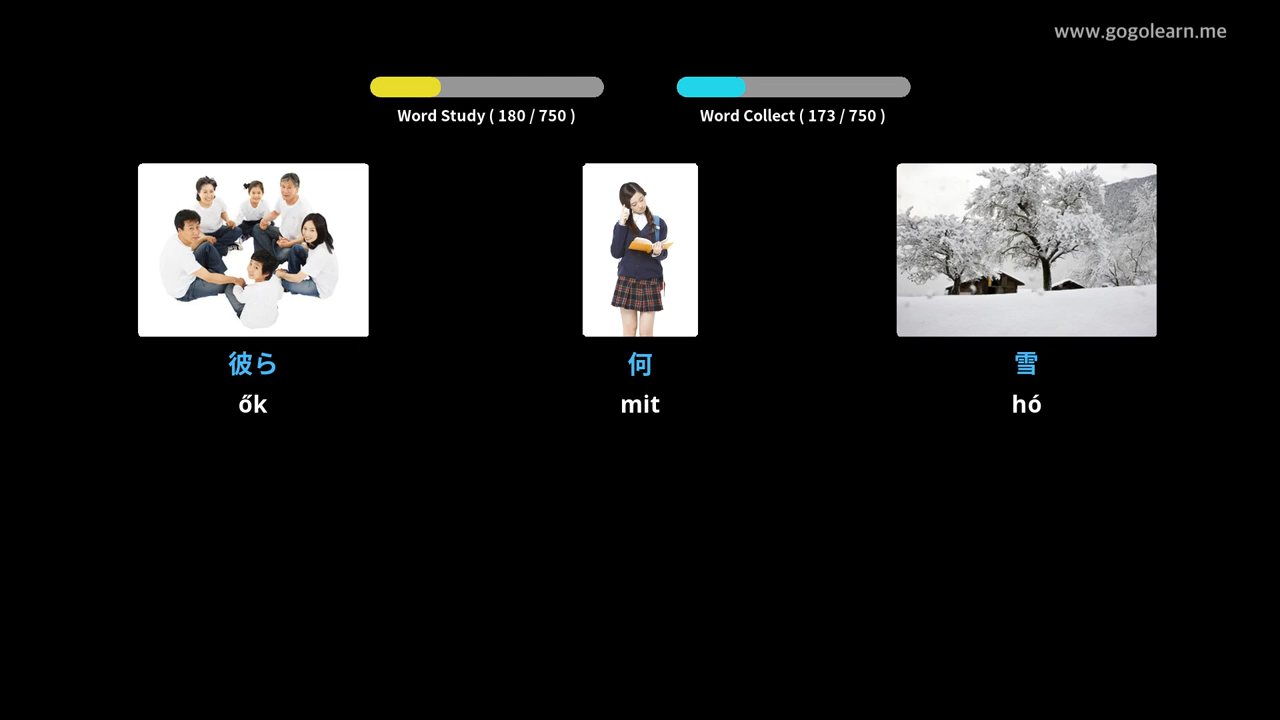 www.gogolearn.me
Word Study ( 180 / 750 )
Word Collect ( 173 / 750 )
彼ら
何
雪
ők
mit
hó